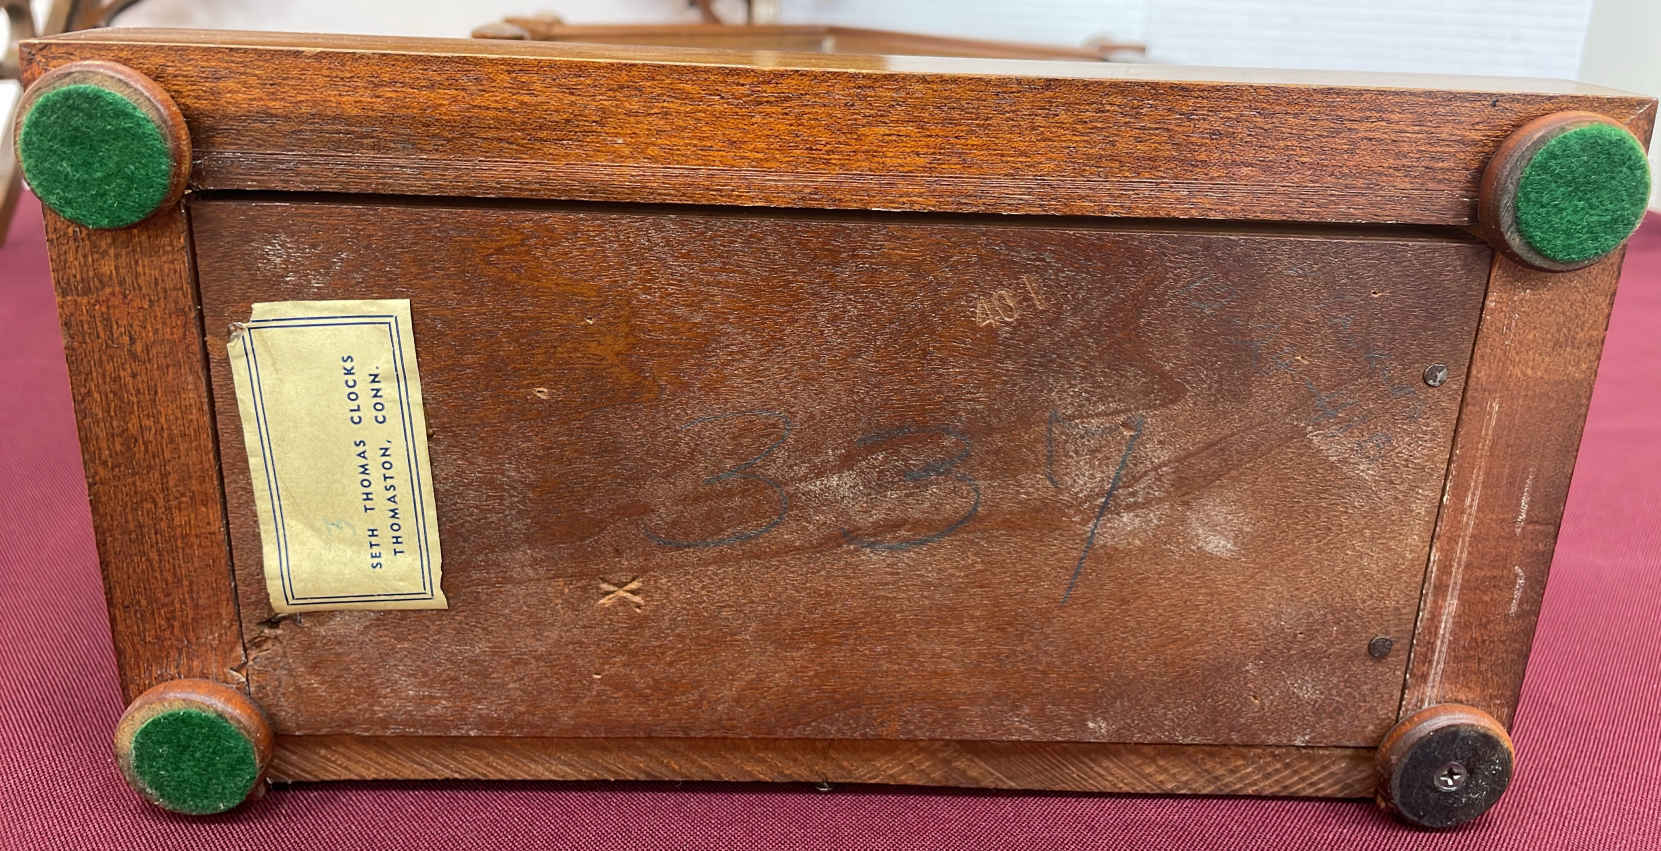 SETH THOMAS CLOCKS
THOMASTON, CONN.
401
337
X